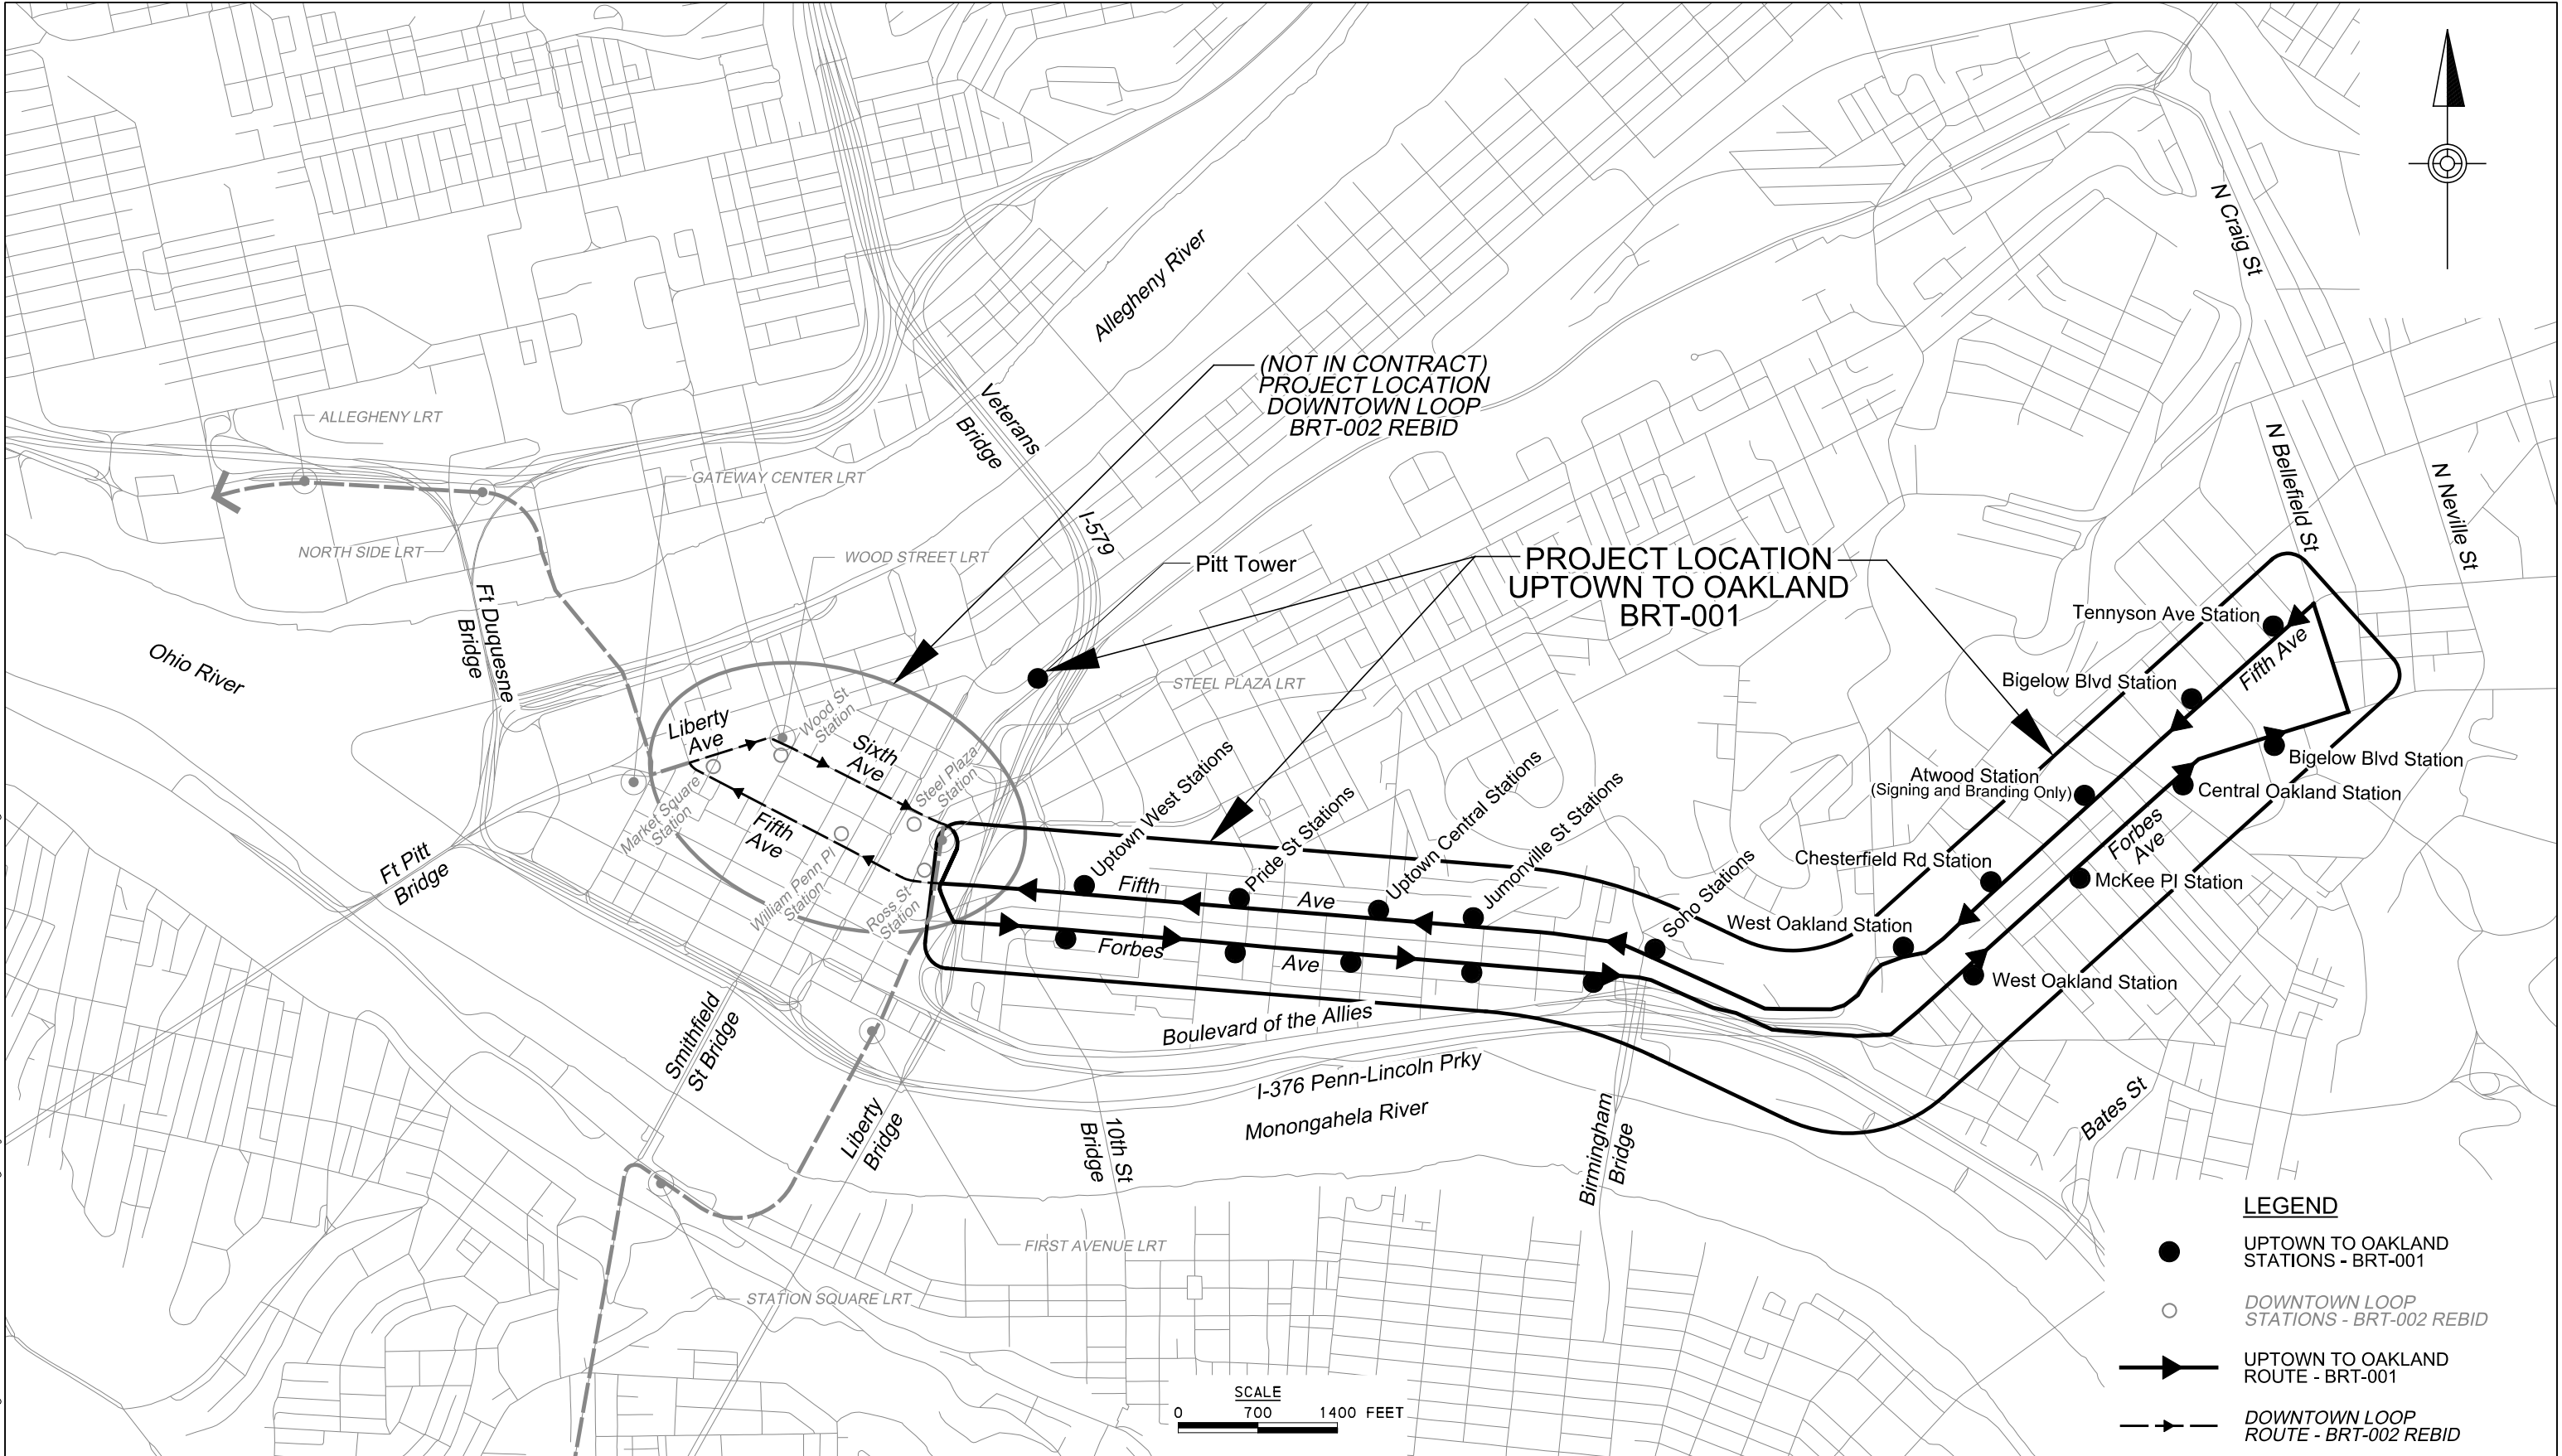 N Craig St
Allegheny River
(NOT IN CONTRACT)
PROJECT LOCATION
DOWNTOWN LOOP
BRT-002 REBID
Veterans
Bridge
ALLEGHENY LRT
GATEWAY CENTER LRT
N Bellefield St
N Neville St
I-579
NORTH SIDE LRT
WOOD STREET LRT
Pitt Tower
PROJECT LOCATION
UPTOWN TO OAKLAND
BRT-001
Ft Duquesne
Bridge
Ohio River
Tennyson Ave Station
Fifth Ave
Bigelow Blvd Station
STEEL PLAZA LRT
Liberty
Ave
Wood St
Station
Sixth
Ave
Steel Plaza
Station
Market Square
Station
Fifth
Ave
William Penn Pl
Station
Ross St
Station
Uptown West Stations
Pride St Stations
Uptown Central Stations
Jumonville St Stations
Soho Stations
Bigelow Blvd Station
Atwood Station
(Signing and Branding Only)
Central Oakland Station
Forbes
Ave
Chesterfield Rd Station
McKee Pl Station
West Oakland Station
West Oakland Station
Fifth
Ave
Forbes
Ave
Ft Pitt
Bridge
Boulevard of the Allies
I-376 Penn-Lincoln Prky
Monongahela River
Smithfield
St Bridge
Liberty
Bridge
10th St
Bridge
Birmingham
Bridge
Bates St
FIRST AVENUE LRT
STATION SQUARE LRT
LEGEND
UPTOWN TO OAKLAND
STATIONS - BRT-001
DOWNTOWN LOOP
STATIONS - BRT-002 REBID
UPTOWN TO OAKLAND
ROUTE - BRT-001
DOWNTOWN LOOP
ROUTE - BRT-002 REBID
SCALE
0 700 1400 FEET